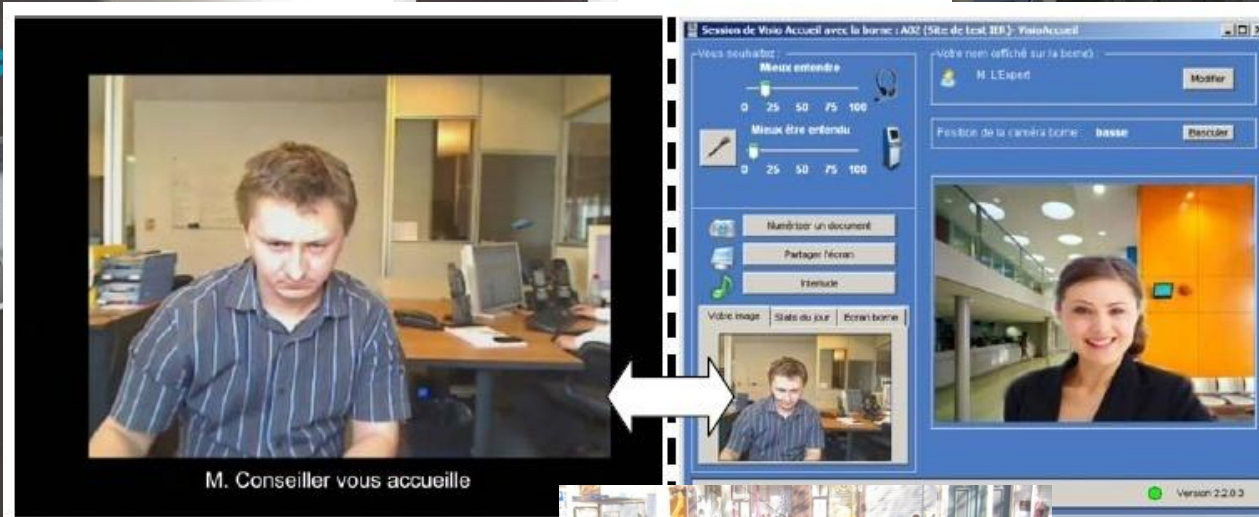 M. Conseiller vous accueille
Session de Visio Accueil avec la borne : A02 (Site de test IER)- VisioAccueil
Vous souhaitez :
Mieux entendre
0 25 50 75 100
Mieux être entendu
0 25 50 75 100
Numériser un document
Partager l'écran
Interlude
Votre image Stats du jour Ecran borne
Votre nom (affiché sur la borne) :
M. L'Expert
Modifier
Position de la caméra borne : basse
Basculer
Version 2.2.0.3